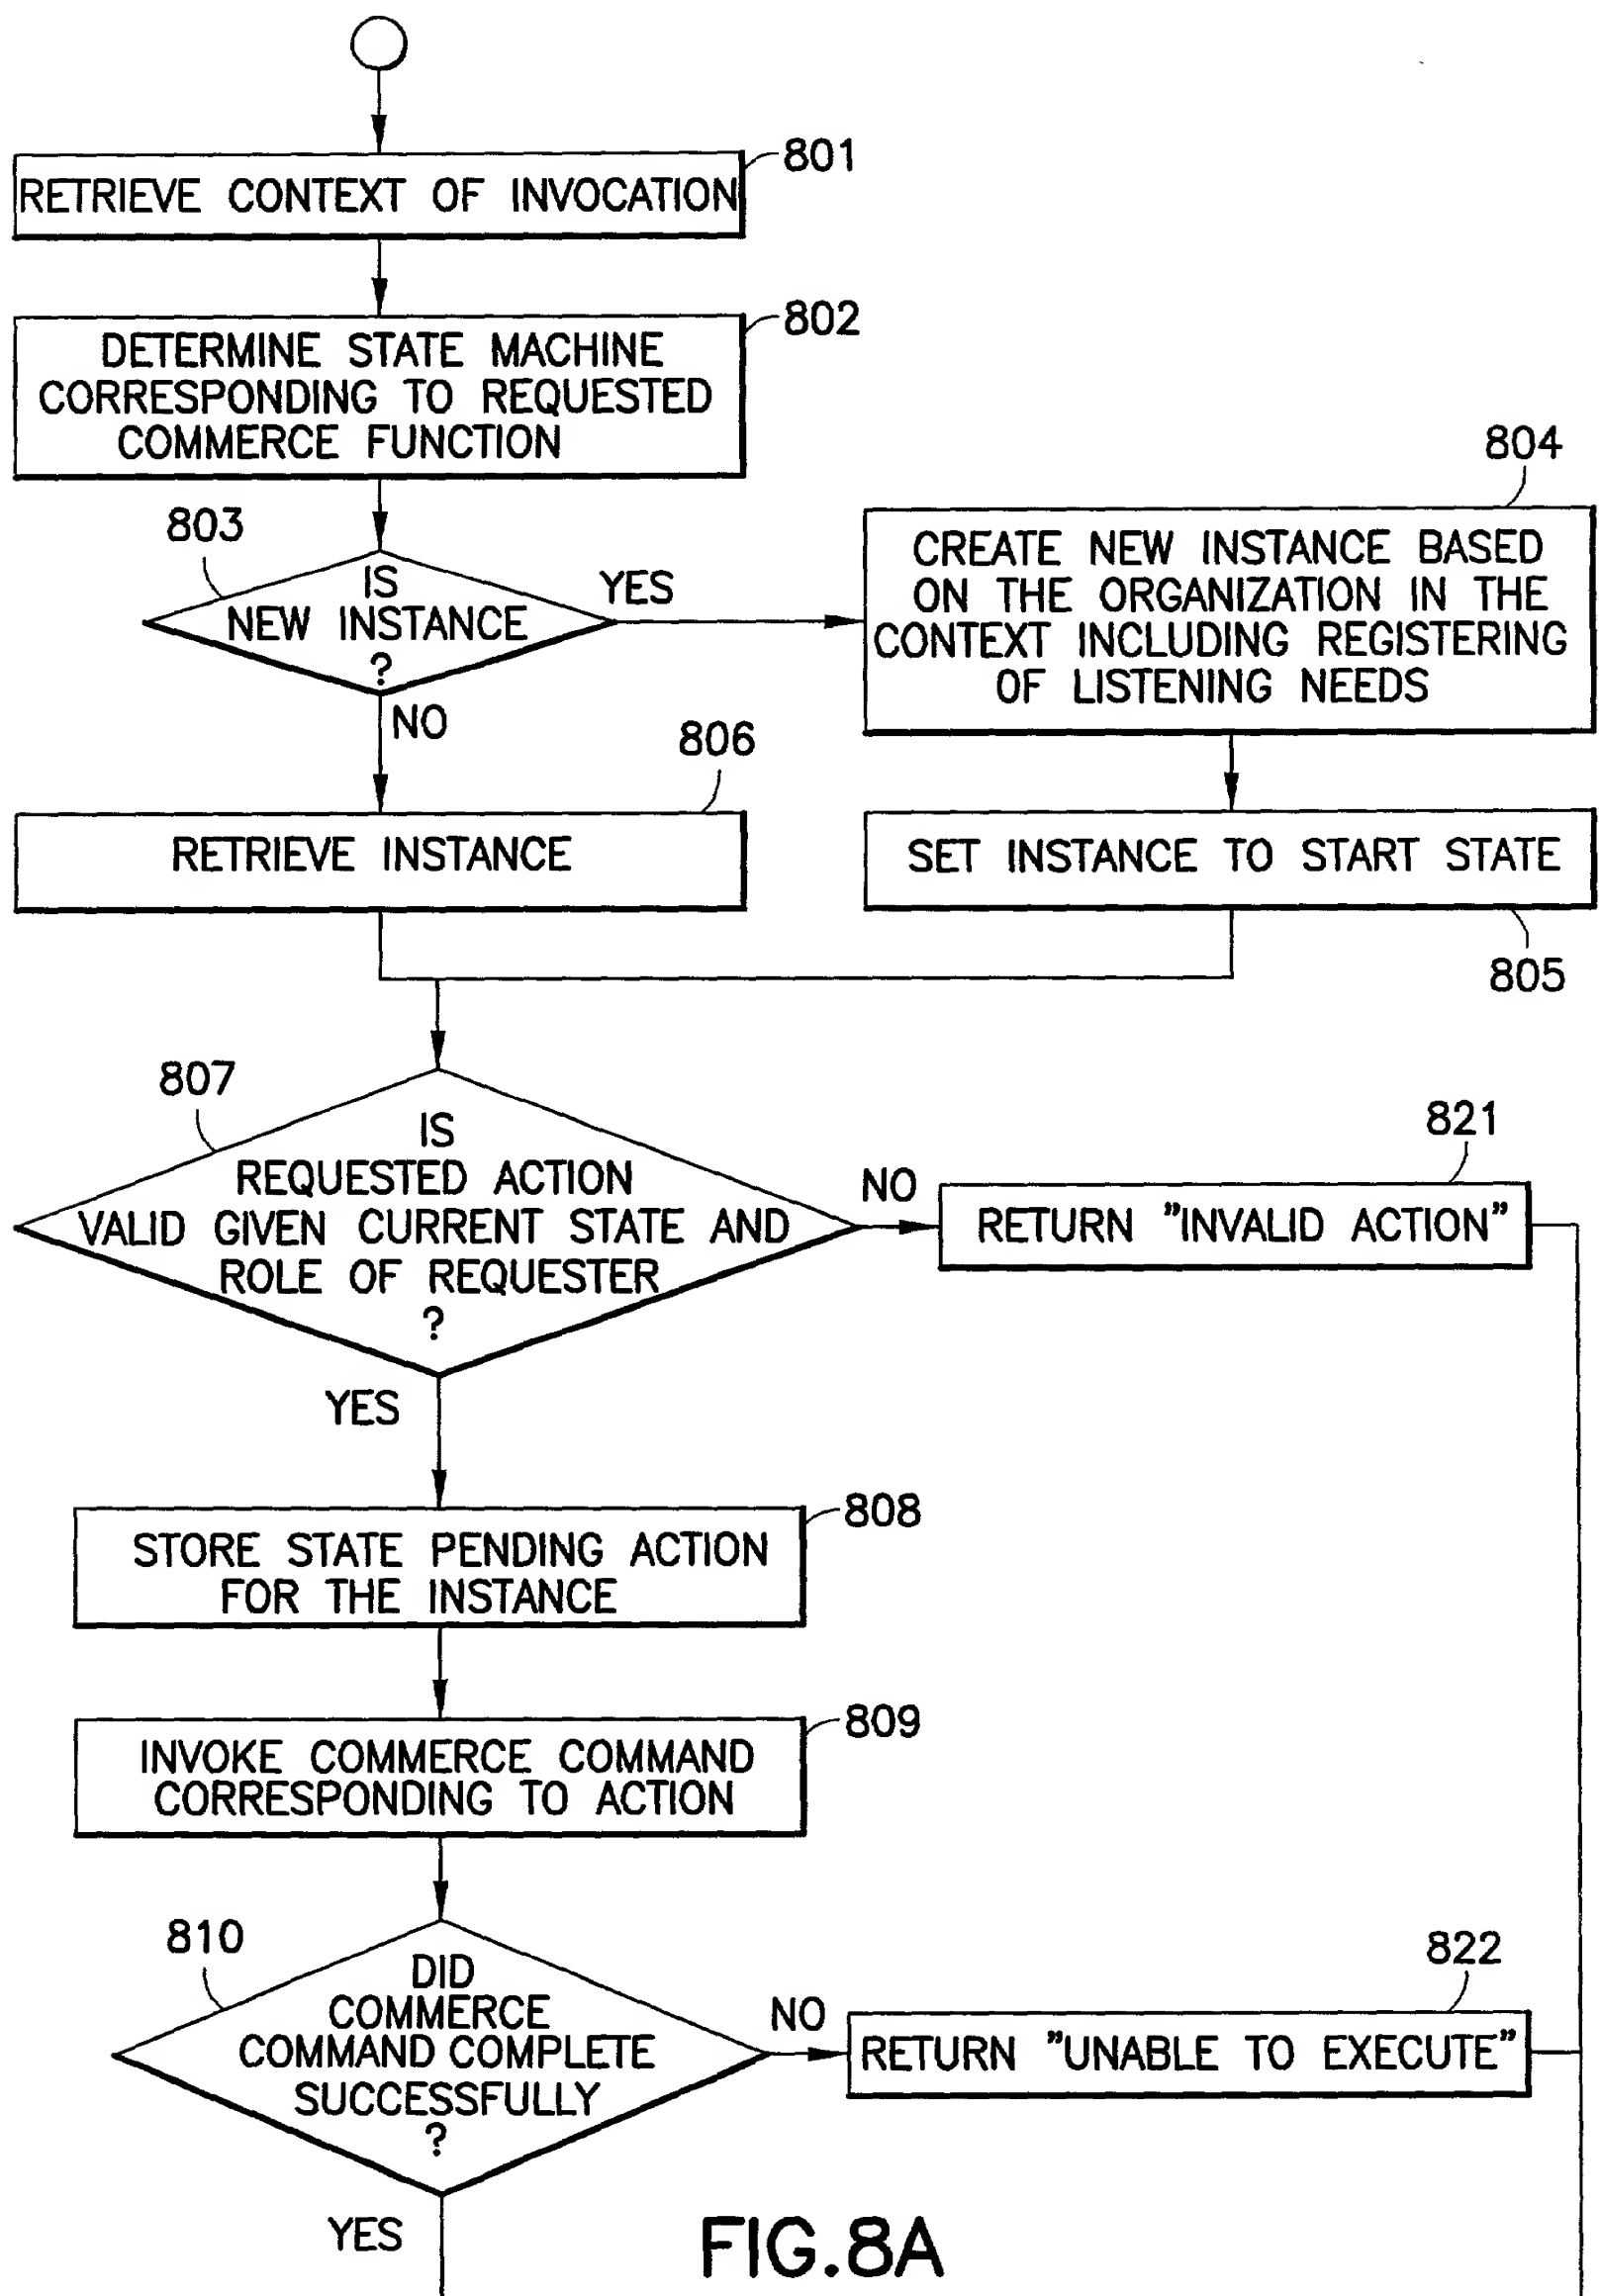 801
RETRIEVE CONTEXT OF INVOCATION
802
DETERMINE STATE MACHINE
CORRESPONDING TO REQUESTED
COMMERCE FUNCTION
803
IS
NEW INSTANCE
?
YES
NO
804
CREATE NEW INSTANCE BASED
ON THE ORGANIZATION IN THE
CONTEXT INCLUDING REGISTERING
OF LISTENING NEEDS
806
RETRIEVE INSTANCE
SET INSTANCE TO START STATE
805
807
IS
REQUESTED ACTION
VALID GIVEN CURRENT STATE AND
ROLE OF REQUESTER
?
NO
821
RETURN "INVALID ACTION"
YES
808
STORE STATE PENDING ACTION
FOR THE INSTANCE
809
INVOKE COMMERCE COMMAND
CORRESPONDING TO ACTION
810
DID
COMMERCE
COMMAND COMPLETE
SUCCESSFULLY
?
NO
822
RETURN "UNABLE TO EXECUTE"
YES
FIG.8A